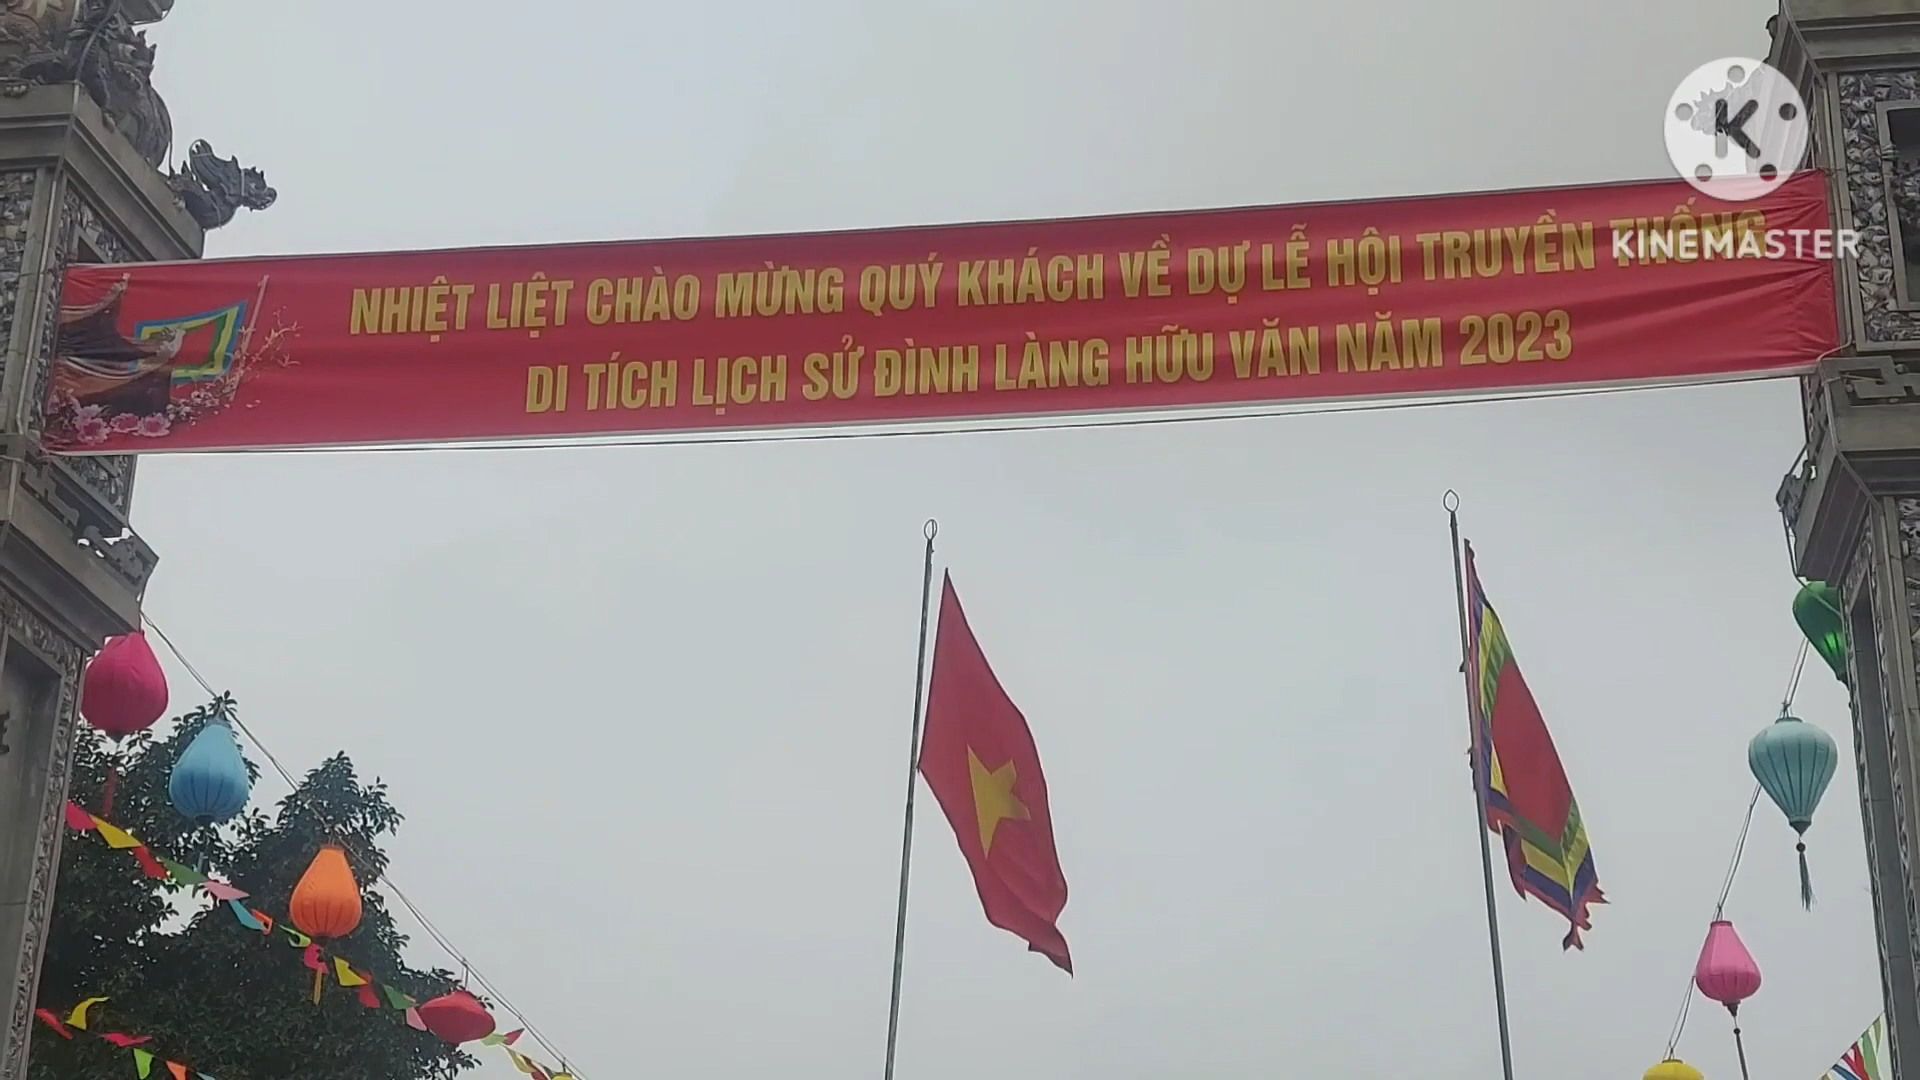 NHIỆT LIỆT CHÀO MỪNG QUÝ KHÁCH VỀ DỰ LỄ HỘI TRUYỀN THỐNG
DI TÍCH LỊCH SỬ ĐÌNH LÀNG HỮU VĂN NĂM 2023
K
KINEMASTER